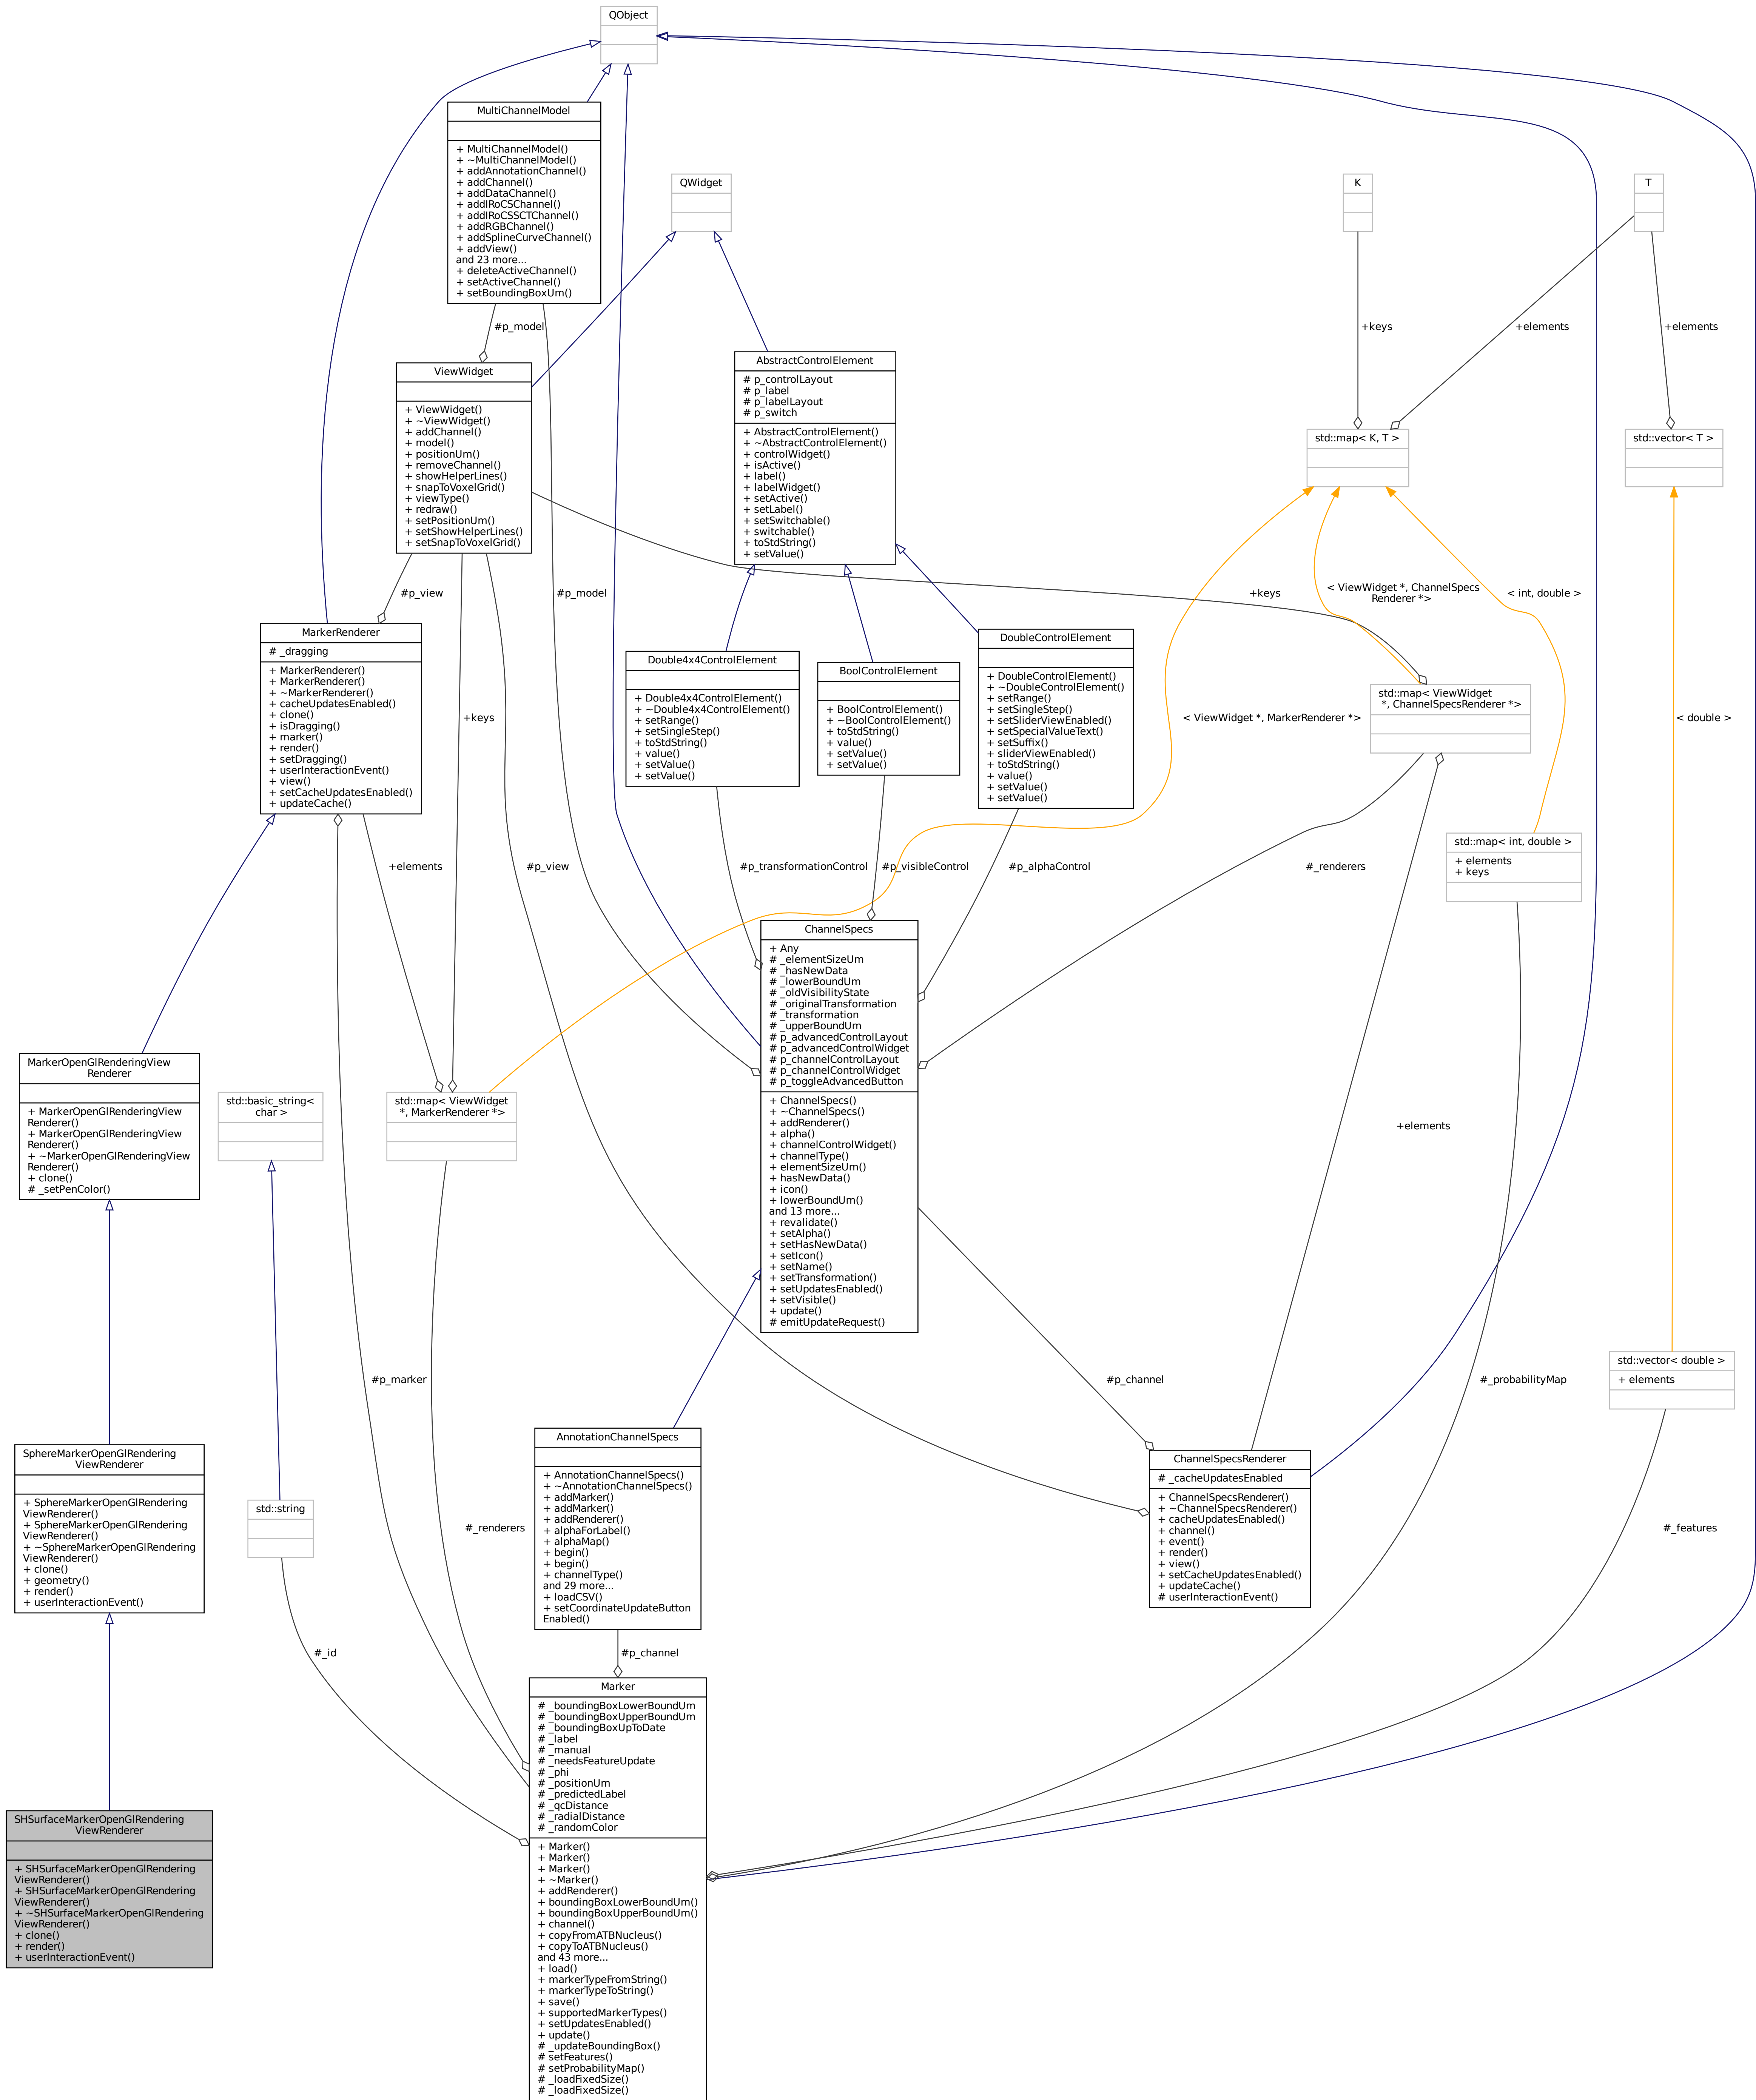 QObject
MultiChannelModel
+ MultiChannelModel()
+ ~MultiChannelModel()
+ addAnnotationChannel()
+ addChannel()
+ addDataChannel()
+ addIRoCSChannel()
+ addIRoCSSCTChannel()
+ addRGBChannel()
+ addSplineCurveChannel()
+ addView()
and 23 more...
+ deleteActiveChannel()
+ setActiveChannel()
+ setBoundingBoxUm()
QWidget
K
T
#p_model
+keys
+elements
+elements
ViewWidget
+ ViewWidget()
+ ~ViewWidget()
+ addChannel()
+ model()
+ positionUm()
+ removeChannel()
+ showHelperLines()
+ snapToVoxelGrid()
+ viewType()
+ redraw()
+ setPositionUm()
+ setShowHelperLines()
+ setSnapToVoxelGrid()
AbstractControlElement
# p_controlLayout
# p_label
# p_labelLayout
# p_switch
+ AbstractControlElement()
+ ~AbstractControlElement()
+ controlWidget()
+ isActive()
+ label()
+ labelWidget()
+ setActive()
+ setLabel()
+ setSwitchable()
+ switchable()
+ toStdString()
+ setValue()
std::map< K, T >
std::vector< T >
#p_view
#p_model
+keys
< ViewWidget *, ChannelSpecs
Renderer *>
< int, double >
MarkerRenderer
# _dragging
+ MarkerRenderer()
+ MarkerRenderer()
+ ~MarkerRenderer()
+ cacheUpdatesEnabled()
+ clone()
+ isDragging()
+ marker()
+ render()
+ setDragging()
+ userInteractionEvent()
+ view()
+ setCacheUpdatesEnabled()
+ updateCache()
+keys
Double4x4ControlElement
+ Double4x4ControlElement()
+ ~Double4x4ControlElement()
+ setRange()
+ setSingleStep()
+ toStdString()
+ value()
+ setValue()
+ setValue()
BoolControlElement
+ BoolControlElement()
+ ~BoolControlElement()
+ toStdString()
+ value()
+ setValue()
+ setValue()
DoubleControlElement
+ DoubleControlElement()
+ ~DoubleControlElement()
+ setRange()
+ setSingleStep()
+ setSliderViewEnabled()
+ setSpecialValueText()
+ setSuffix()
+ sliderViewEnabled()
+ toStdString()
+ value()
+ setValue()
+ setValue()
< ViewWidget *, MarkerRenderer *>
std::map< ViewWidget
*, ChannelSpecsRenderer *>
< double >
+elements
#p_view
#p_transformationControl
#p_visibleControl
#p_alphaControl
#_renderers
std::map< int, double >
+ elements
+ keys
ChannelSpecs
+ Any
# _elementSizeUm
# _hasNewData
# _lowerBoundUm
# _oldVisibilityState
# _originalTransformation
# _transformation
# _upperBoundUm
# p_advancedControlLayout
# p_advancedControlWidget
# p_channelControlLayout
# p_channelControlWidget
# p_toggleAdvancedButton
+ ChannelSpecs()
+ ~ChannelSpecs()
+ addRenderer()
+ alpha()
+ channelControlWidget()
+ channelType()
+ elementSizeUm()
+ hasNewData()
+ icon()
+ lowerBoundUm()
and 13 more...
+ revalidate()
+ setAlpha()
+ setHasNewData()
+ setIcon()
+ setName()
+ setTransformation()
+ setUpdatesEnabled()
+ setVisible()
+ update()
# emitUpdateRequest()
MarkerOpenGlRenderingView
Renderer
+ MarkerOpenGlRenderingView
Renderer()
+ MarkerOpenGlRenderingView
Renderer()
+ ~MarkerOpenGlRenderingView
Renderer()
+ clone()
# _setPenColor()
std::basic_string<
char >
std::map< ViewWidget
*, MarkerRenderer *>
+elements
#p_marker
#p_channel
#_probabilityMap
std::vector< double >
+ elements
SphereMarkerOpenGlRendering
ViewRenderer
+ SphereMarkerOpenGlRendering
ViewRenderer()
+ SphereMarkerOpenGlRendering
ViewRenderer()
+ ~SphereMarkerOpenGlRendering
ViewRenderer()
+ clone()
+ geometry()
+ render()
+ userInteractionEvent()
std::string
#_renderers
AnnotationChannelSpecs
+ AnnotationChannelSpecs()
+ ~AnnotationChannelSpecs()
+ addMarker()
+ addMarker()
+ addRenderer()
+ alphaForLabel()
+ alphaMap()
+ begin()
+ begin()
+ channelType()
and 29 more...
+ loadCSV()
+ setCoordinateUpdateButton
Enabled()
ChannelSpecsRenderer
# _cacheUpdatesEnabled
+ ChannelSpecsRenderer()
+ ~ChannelSpecsRenderer()
+ cacheUpdatesEnabled()
+ channel()
+ event()
+ render()
+ view()
+ setCacheUpdatesEnabled()
+ updateCache()
# userInteractionEvent()
#_features
#_id
#p_channel
Marker
# _boundingBoxLowerBoundUm
# _boundingBoxUpperBoundUm
# _boundingBoxUpToDate
# _label
# _manual
# _needsFeatureUpdate
# _phi
# _positionUm
# _predictedLabel
# _qcDistance
# _radialDistance
# _randomColor
+ Marker()
+ Marker()
+ Marker()
+ ~Marker()
+ addRenderer()
+ boundingBoxLowerBoundUm()
+ boundingBoxUpperBoundUm()
+ channel()
+ copyFromATBNucleus()
+ copyToATBNucleus()
and 43 more...
+ load()
+ markerTypeFromString()
+ markerTypeToString()
+ save()
+ supportedMarkerTypes()
+ setUpdatesEnabled()
+ update()
# _updateBoundingBox()
# setFeatures()
# setProbabilityMap()
# _loadFixedSize()
# _loadFixedSize()
SHSurfaceMarkerOpenGlRendering
ViewRenderer
+ SHSurfaceMarkerOpenGlRendering
ViewRenderer()
+ SHSurfaceMarkerOpenGlRendering
ViewRenderer()
+ ~SHSurfaceMarkerOpenGlRendering
ViewRenderer()
+ clone()
+ render()
+ userInteractionEvent()